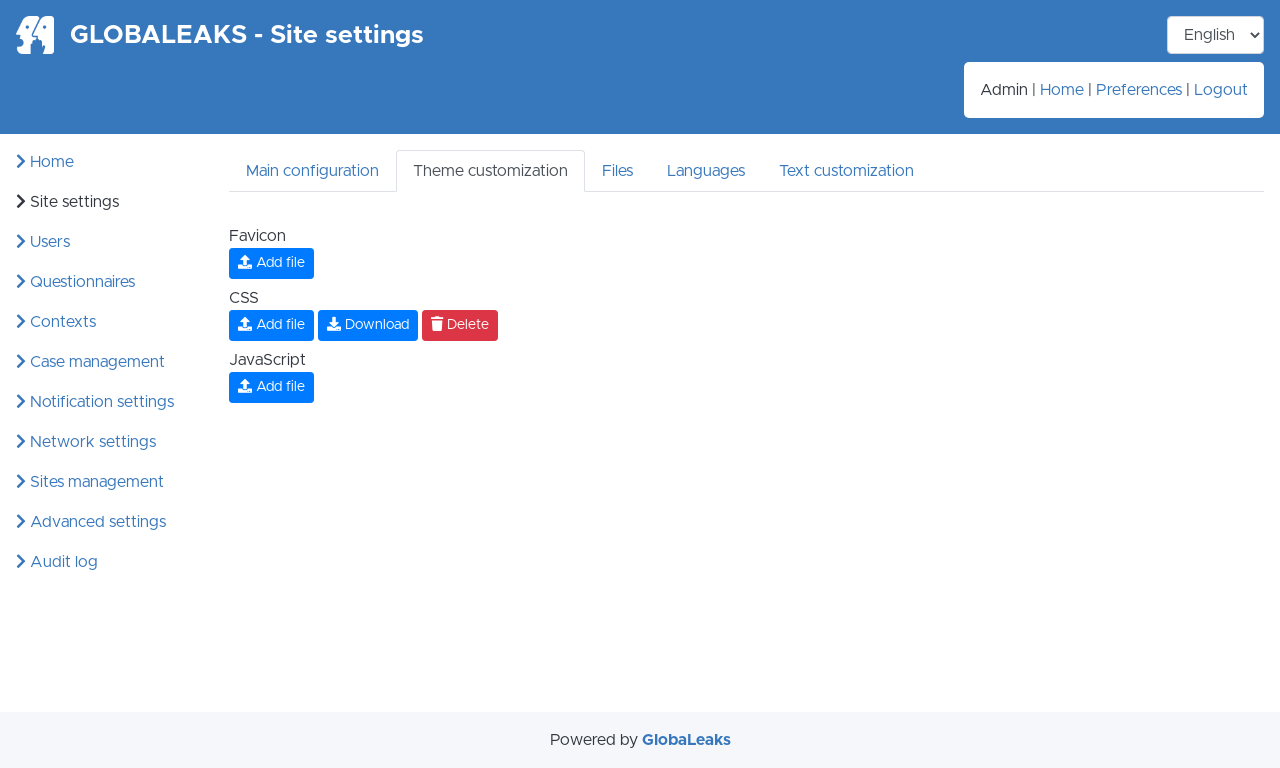 GLOBALEAKS - Site settings
English
Admin | Home | Preferences | Logout
Home
Site settings
Users
Questionnaires
Contexts
Case management
Notification settings
Network settings
Sites management
Advanced settings
Audit log
Main configuration Theme customization Files Languages Text customization
Favicon
Add file
CSS
Add file Download Delete
JavaScript
Add file
Powered by GlobaLeaks